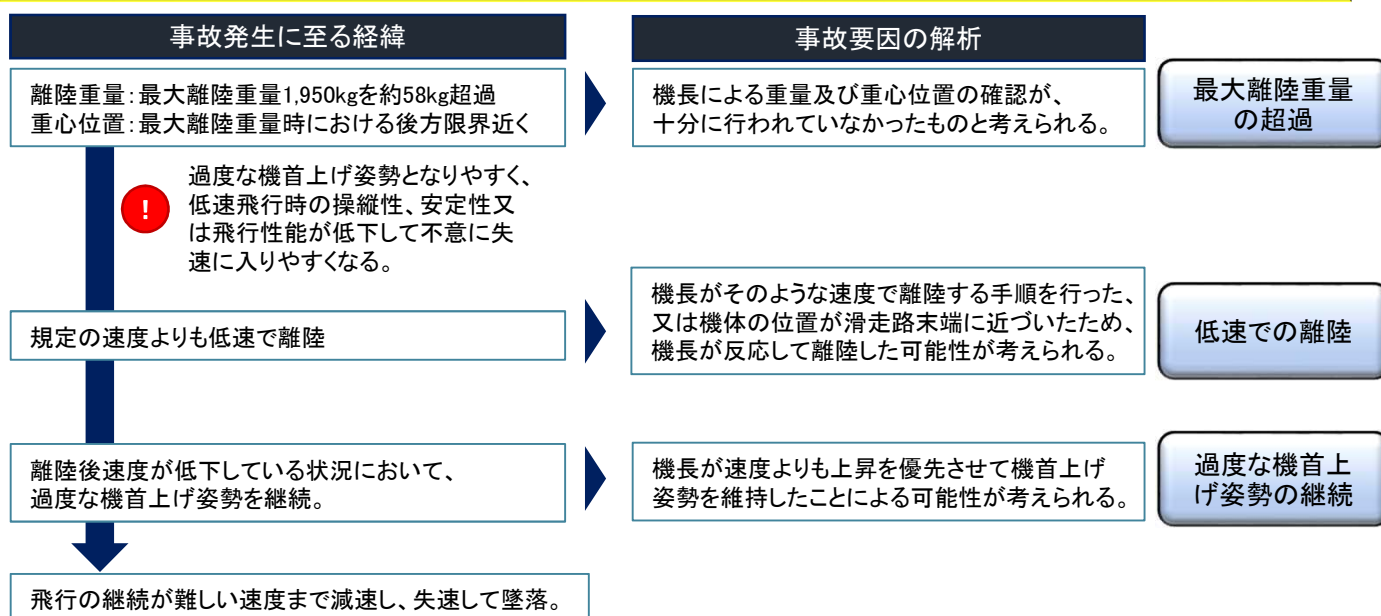 事故発生に至る経緯
事故要因の解析
離陸重量:最大離陸重量1,950kgを約58kg超過
重心位置:最大離陸重量時における後方限界近く
機長による重量及び重心位置の確認が、
十分に行われていなかったものと考えられる。
最大離陸重量
の超過
!
過度な機首上げ姿勢となりやすく、
低速飛行時の操縦性、安定性又
は飛行性能が低下して不意に失
速に入りやすくなる。
規定の速度よりも低速で離陸
機長がそのような速度で離陸する手順を行った、
又は機体の位置が滑走路末端に近づいたため、
機長が反応して離陸した可能性が考えられる。
低速での離陸
離陸後速度が低下している状況において、
過度な機首上げ姿勢を継続。
機長が速度よりも上昇を優先させて機首上げ
姿勢を維持したことによる可能性が考えられる。
過度な機首上
げ姿勢の継続
飛行の継続が難しい速度まで減速し、失速して墜落。